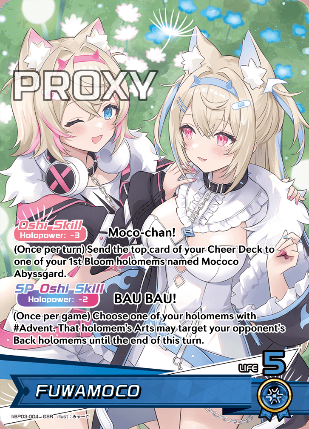 PROXY
Oshi Skill
Holopower: -3
Moco-chan!
(Once per turn) Send the top card of your Cheer Deck to
one of your 1st Bloom holomems named Mococo
Abyssgard.
SP Oshi Skill
Holopower: -2
BAU BAU!
(Once per game) Choose one of your holomems with
#Advent. That holomem's Arts may target your opponent's
Back holomems until the end of this turn.
LIFE 5
FUWAMOCO